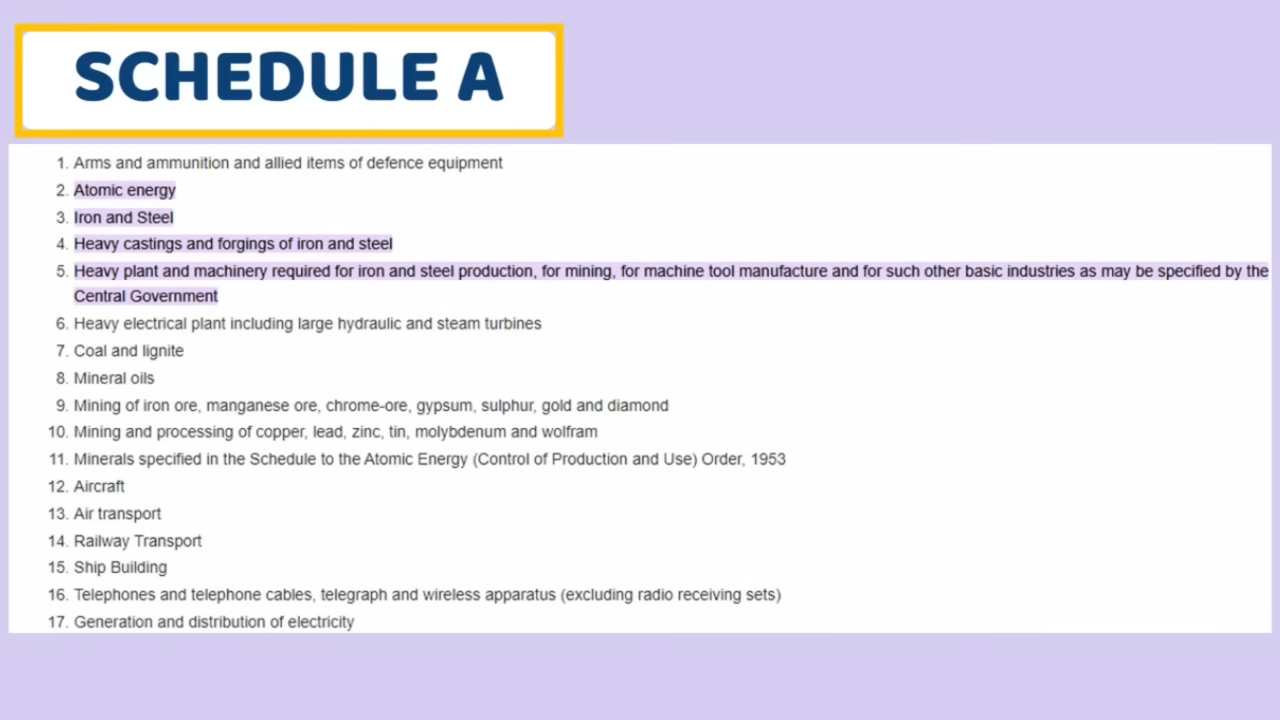 SCHEDULE A
1. Arms and ammunition and allied items of defence equipment
2. Atomic energy
3. Iron and Steel
4. Heavy castings and forgings of iron and steel
5. Heavy plant and machinery required for iron and steel production, for mining, for machine tool manufacture and for such other basic industries as may be specified by the
Central Government
6. Heavy electrical plant including large hydraulic and steam turbines
7. Coal and lignite
8. Mineral oils
9. Mining of iron ore, manganese ore, chrome-ore, gypsum, sulphur, gold and diamond
10. Mining and processing of copper, lead, zinc, tin, molybdenum and wolfram
11. Minerals specified in the Schedule to the Atomic Energy (Control of Production and Use) Order, 1953
12. Aircraft
13. Air transport
14. Railway Transport
15. Ship Building
16. Telephones and telephone cables, telegraph and wireless apparatus (excluding radio receiving sets)
17. Generation and distribution of electricity